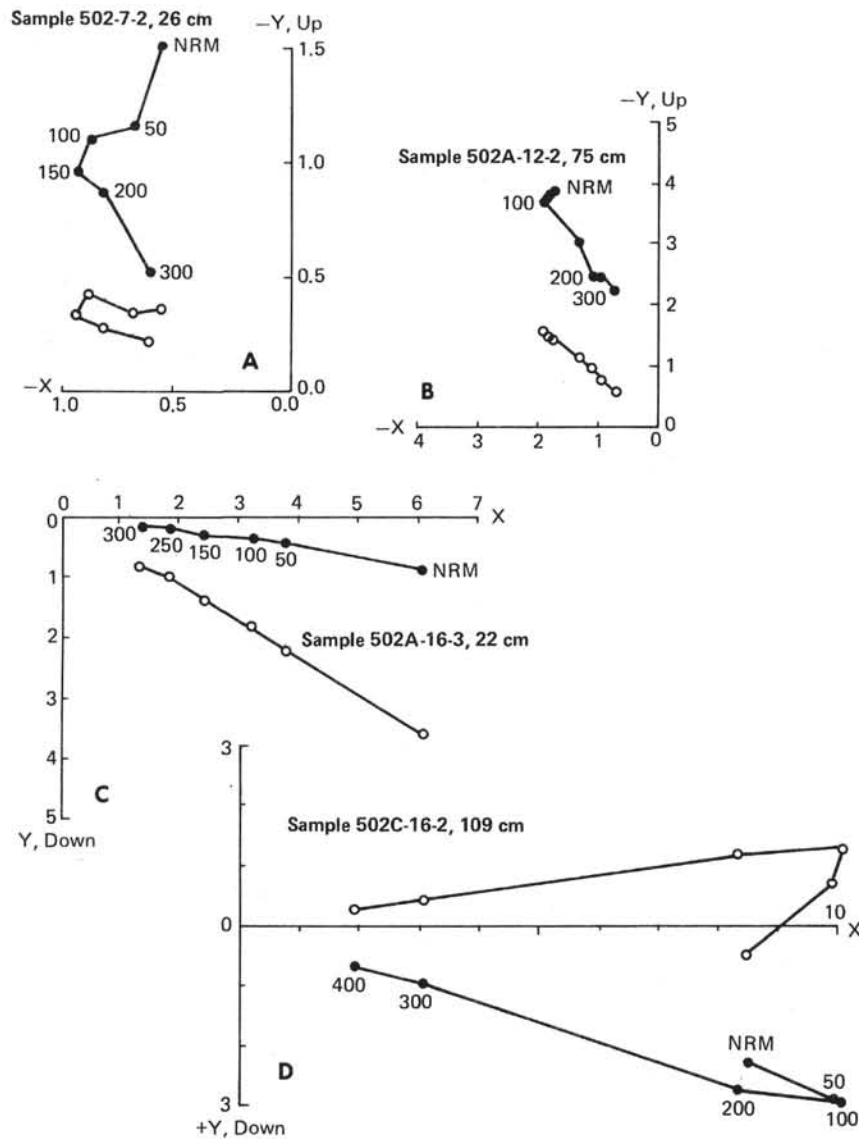 Sample 502-7-2, 26 cm
−Y, Up
1.5
NRM
100
50
1.0
150
200
300
0.5
A
−X
0.0
1.0
0.5
0.0
−Y, Up
5
Sample 502A-12-2, 75 cm
NRM
4
100
3
200
300
2
1
B
0
−X
4
3
2
1
0
0
1
2
3
4
5
6
7
X
0
300
250
150
100
50
NRM
1
2
Sample 502A-16-3, 22 cm
3
4
C
5
Y, Down
3
Sample 502C-16-2, 109 cm
10
0
X
400
300
NRM
50
200
100
D
3
+Y, Down